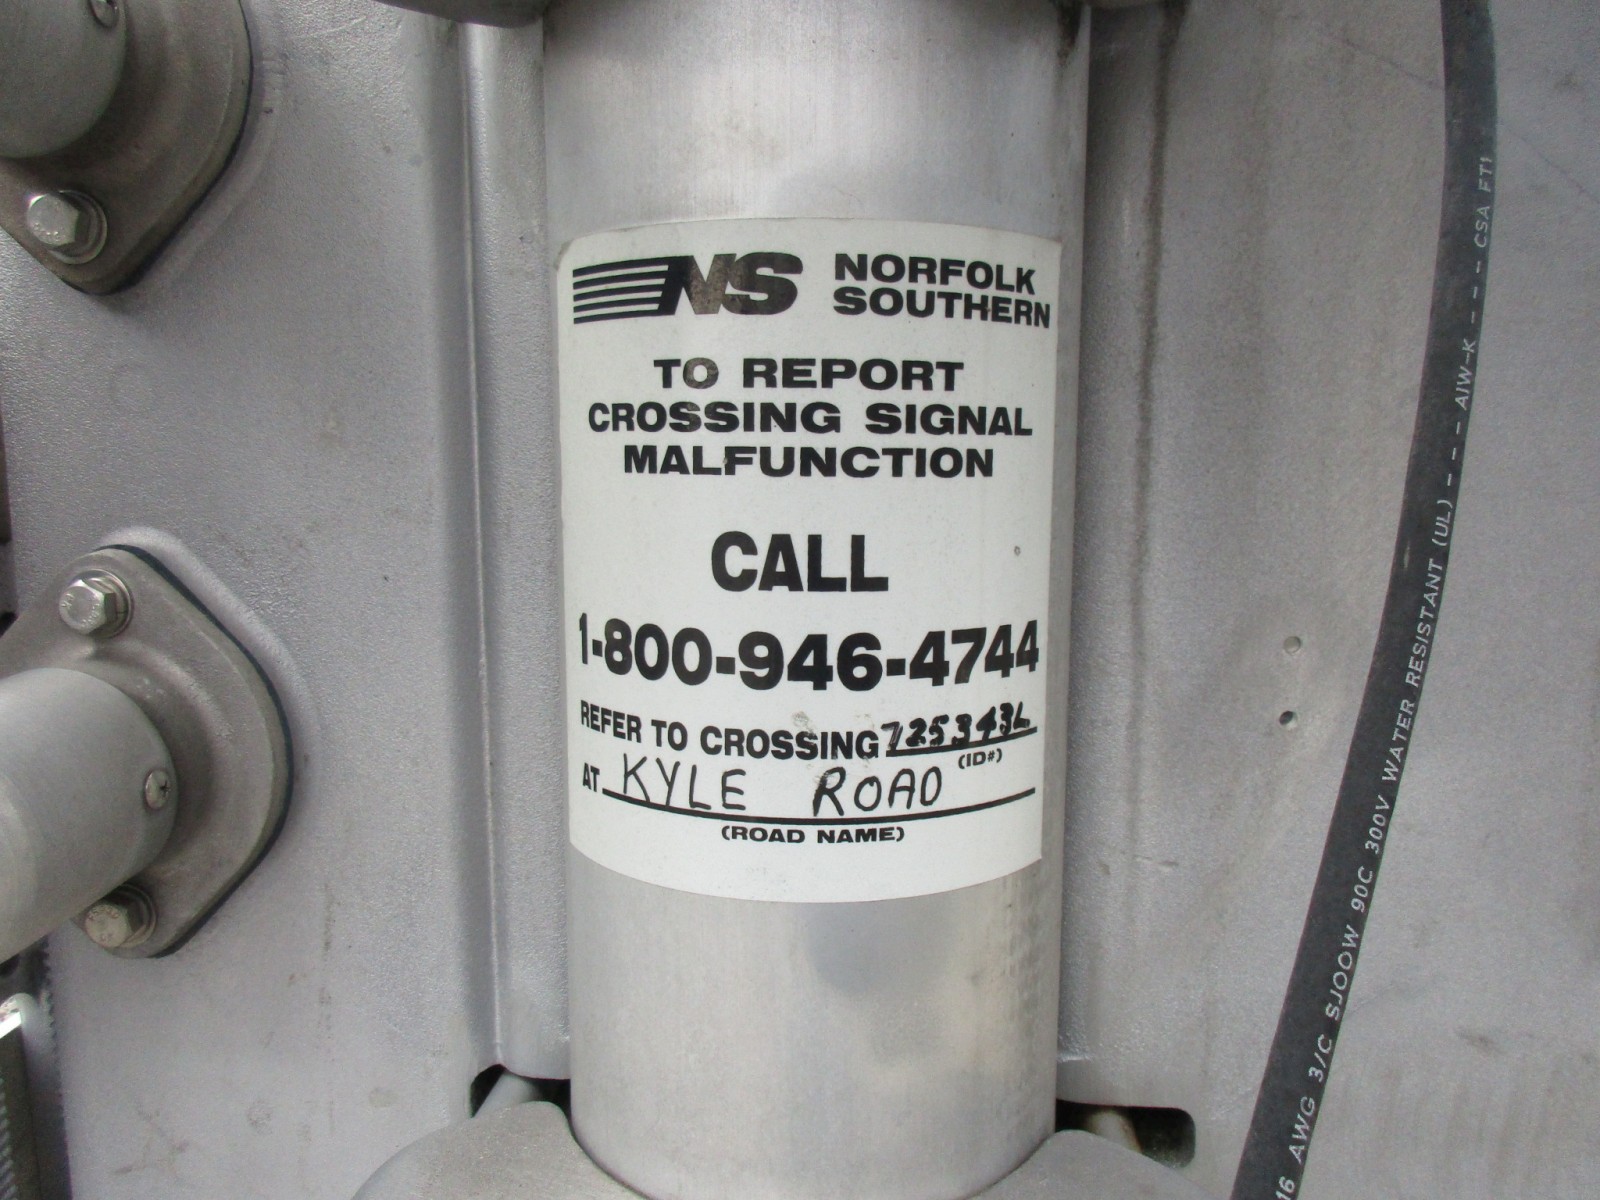 NS NORFOLK
SOUTHERN
TO REPORT
CROSSING SIGNAL
MALFUNCTION
CALL
1-800-946-4744
REFER TO CROSSING 725343L
(ID#)
AT KYLE ROAD
(ROAD NAME)
16 AWG 3/C SJOOW 90C 300V WATER RESISTANT (UL) - - - AIW-K - - - CSA FT1